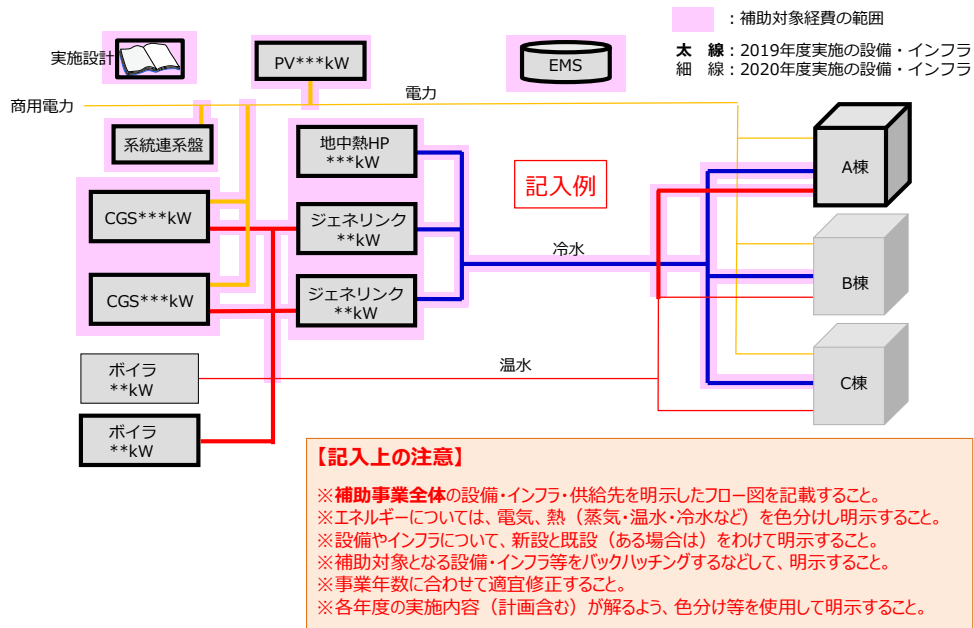 ：補助対象経費の範囲
太　線：2019年度実施の設備・インフラ
細　線：2020年度実施の設備・インフラ
実施設計
PV***kW
EMS
商用電力
電力
系統連系盤
地中熱HP
***kW
記入例
A棟
CGS***kW
ジェネリンク
**kW
冷水
B棟
CGS***kW
ジェネリンク
**kW
ボイラ
**kW
温水
C棟
ボイラ
**kW
【記入上の注意】
※補助事業全体の設備・インフラ・供給先を明示したフロー図を記載すること。
※エネルギーについては、電気、熱（蒸気・温水・冷水など）を色分けし明示すること。
※設備やインフラについて、新設と既設（ある場合は）をわけて明示すること。
※補助対象となる設備・インフラ等をバックハッチングするなどして、明示すること。
※事業年数に合わせて適宜修正すること。
※各年度の実施内容（計画含む）が解るよう、色分け等を使用して明示すること。